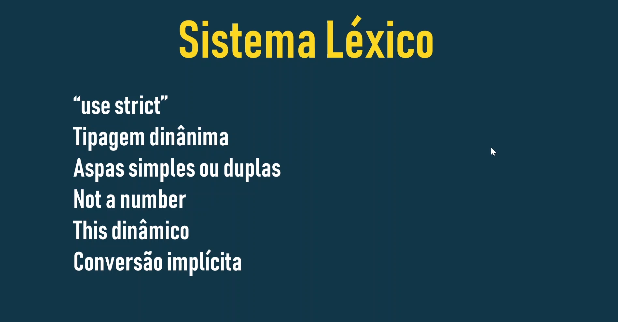 Sistema Léxico
“use strict”
Tipagem dinânima
Aspas simples ou duplas
Not a number
This dinâmico
Conversão implícita